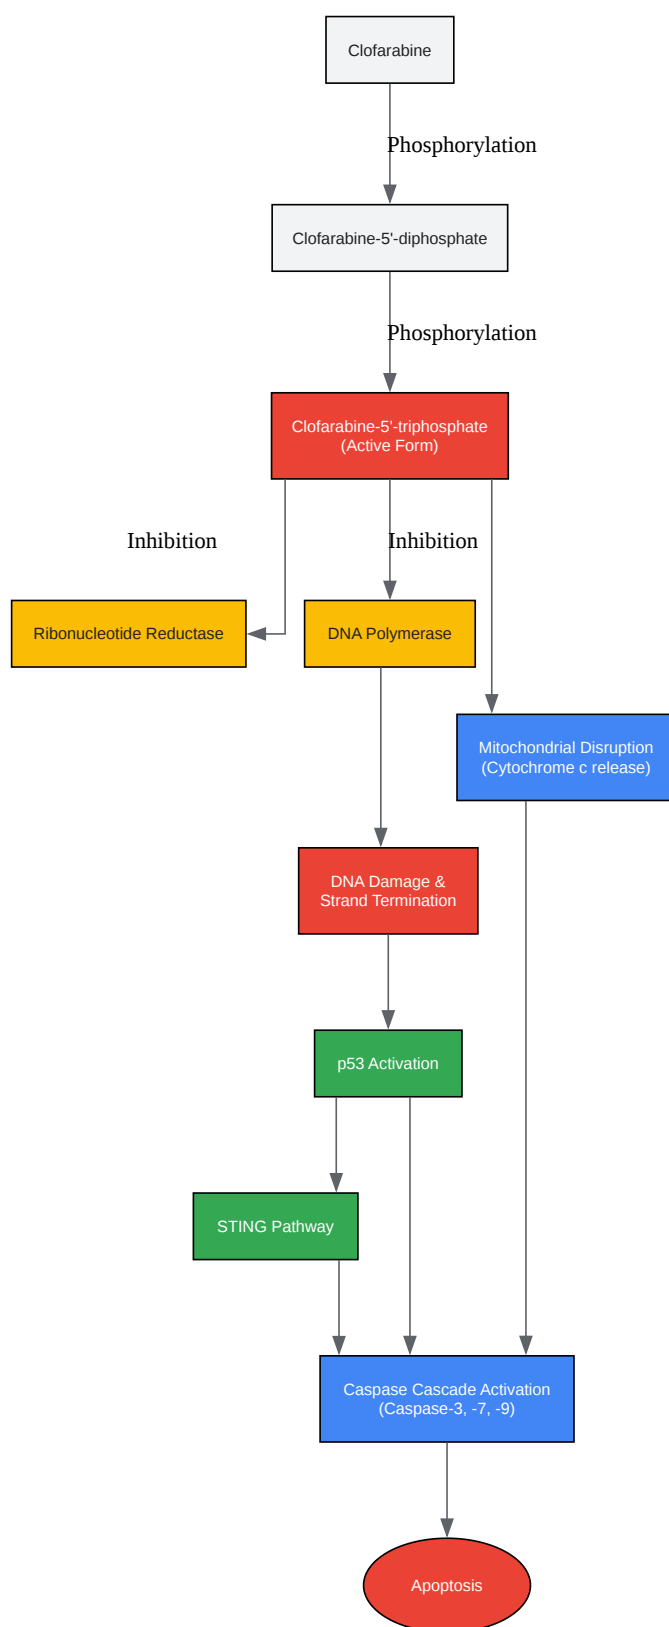 Clofarabine
Phosphorylation
Clofarabine-5'-diphosphate
Phosphorylation
Clofarabine-5'-triphosphate
(Active Form)
Inhibition
Inhibition
Ribonucleotide Reductase
DNA Polymerase
Mitochondrial Disruption
(Cytochrome c release)
DNA Damage &
Strand Termination
p53 Activation
STING Pathway
Caspase Cascade Activation
(Caspase-3, -7, -9)
Apoptosis